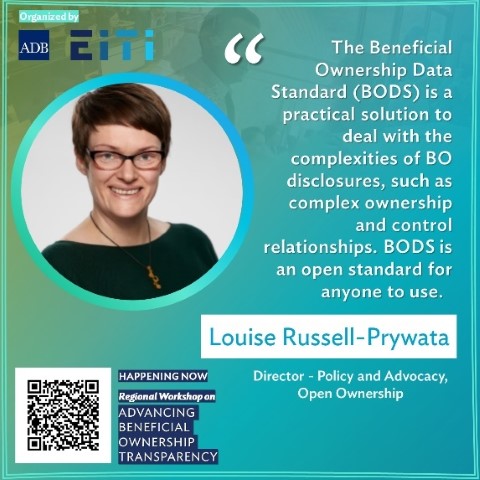 Organized by
ADB EITI
“
The Beneficial
Ownership Data
Standard (BODS) is a
practical solution to
deal with the
complexities of BO
disclosures, such as
complex ownership
and control
relationships. BODS is
an open standard for
anyone to use.
Louise Russell-Prywata
Director - Policy and Advocacy,
Open Ownership
HAPPENING NOW
Regional Workshop on
ADVANCING
BENEFICIAL
OWNERSHIP
TRANSPARENCY